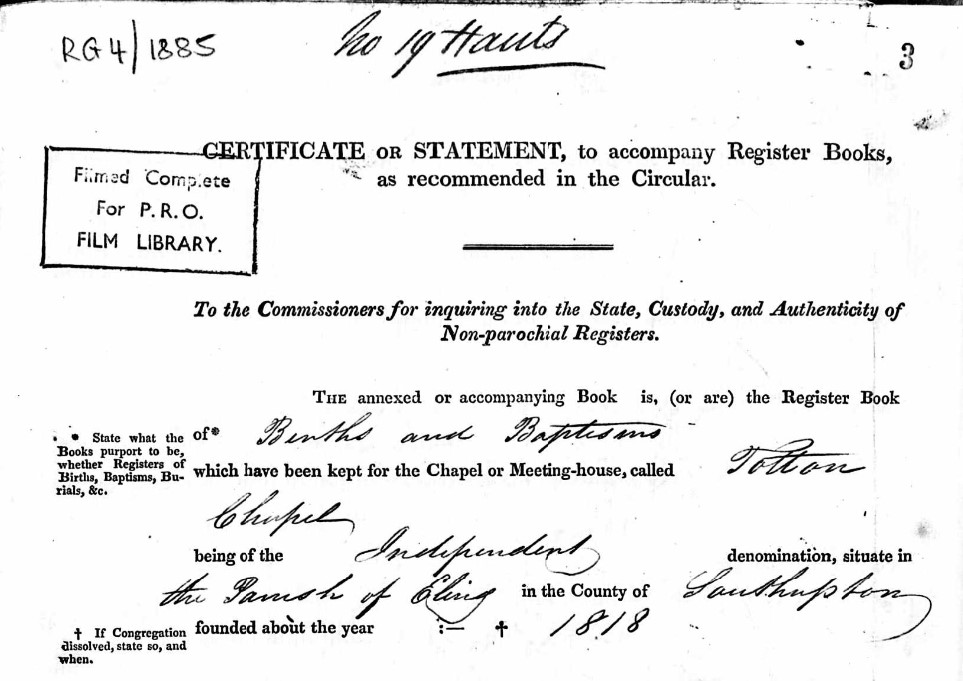 RG 4/1885
No 19 Hants
3
CERTIFICATE OR STATEMENT, to accompany Register Books,
as recommended in the Circular.
Filmed Complete
For P.R.O.
FILM LIBRARY.
To the Commissioners for inquiring into the State, Custody, and Authenticity of
Non-parochial Registers.
THE annexed or accompanying Book is, (or are) the Register Book
of* Births and Baptisms
* State what the
Books purport to be,
whether Registers of
Births, Baptisms, Bu-
rials, &c.
which have been kept for the Chapel or Meeting-house, called Totton
Chapel
being of the Independent denomination, situate in
the Parish of Eling in the County of Southampton
founded about the year :— † 1818
† If Congregation
dissolved, state so, and
when.